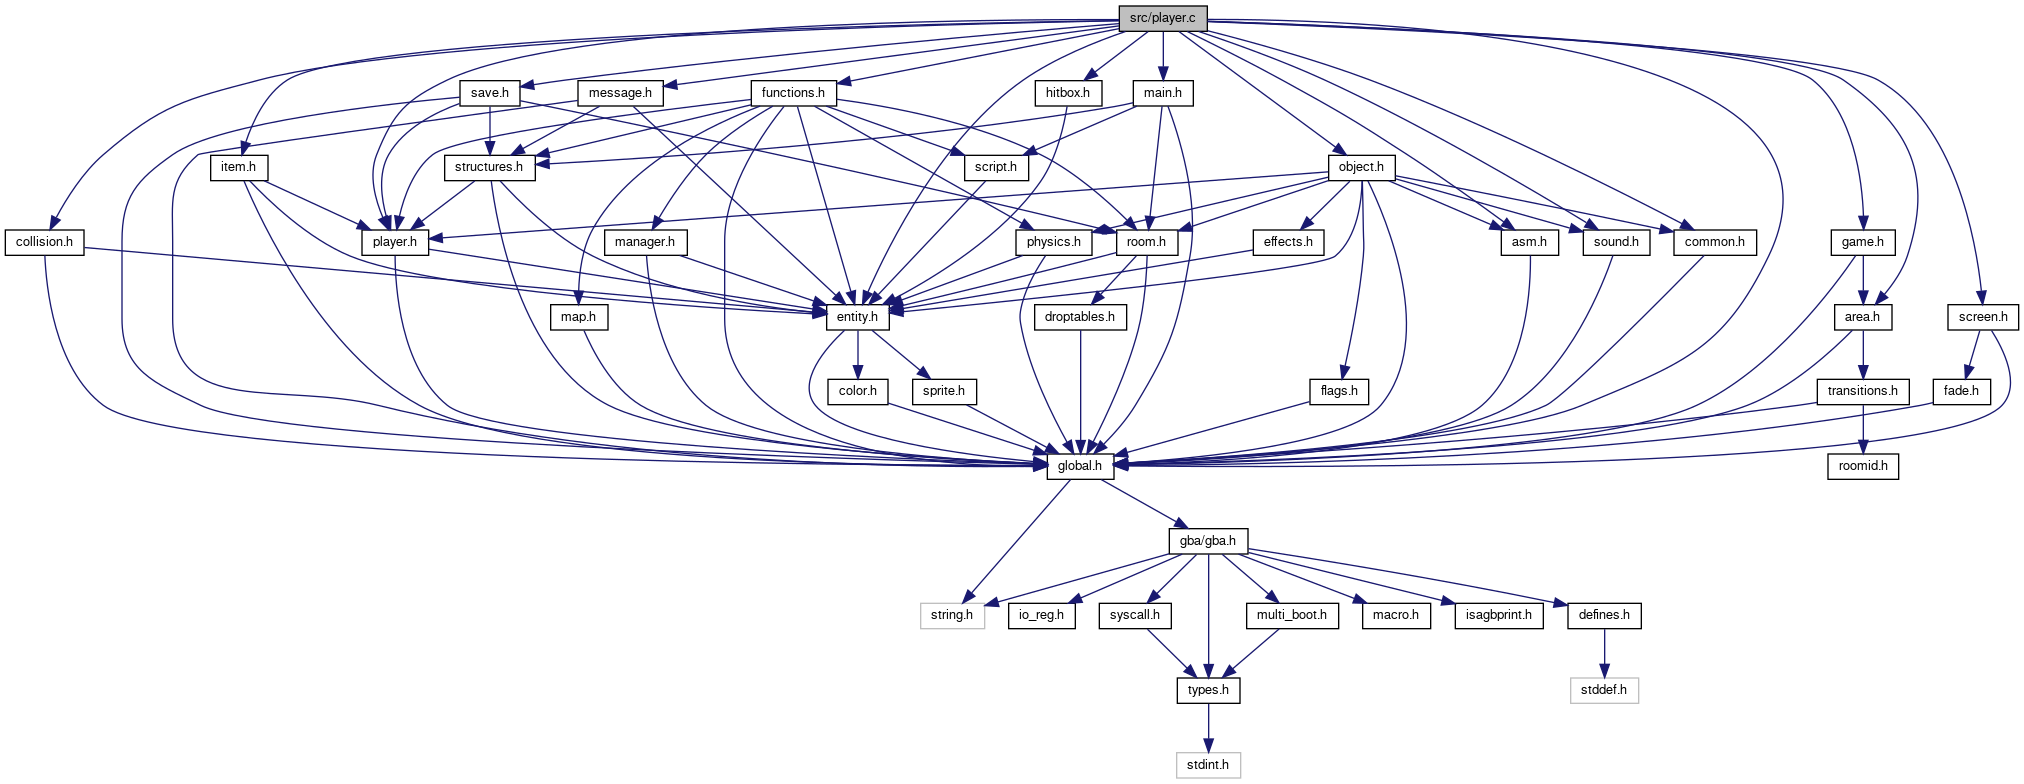 src/player.c
save.h
message.h
functions.h
hitbox.h
main.h
item.h
structures.h
script.h
object.h
collision.h
player.h
manager.h
physics.h
room.h
effects.h
asm.h
sound.h
common.h
game.h
map.h
entity.h
droptables.h
area.h
screen.h
color.h
sprite.h
flags.h
transitions.h
fade.h
global.h
roomid.h
gba/gba.h
string.h
io_reg.h
syscall.h
multi_boot.h
macro.h
isagbprint.h
defines.h
types.h
stddef.h
stdint.h